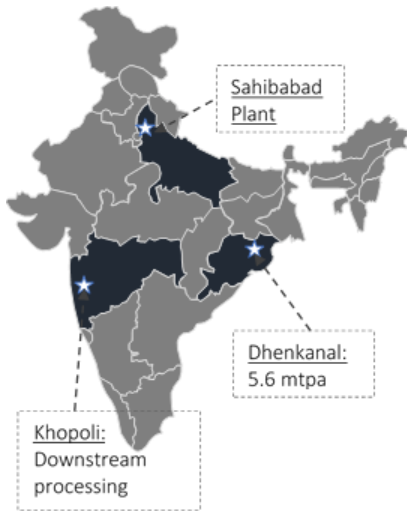 Sahibabad
Plant
Dhenkanal:
5.6 mtpa
Khopoli:
Downstream
processing